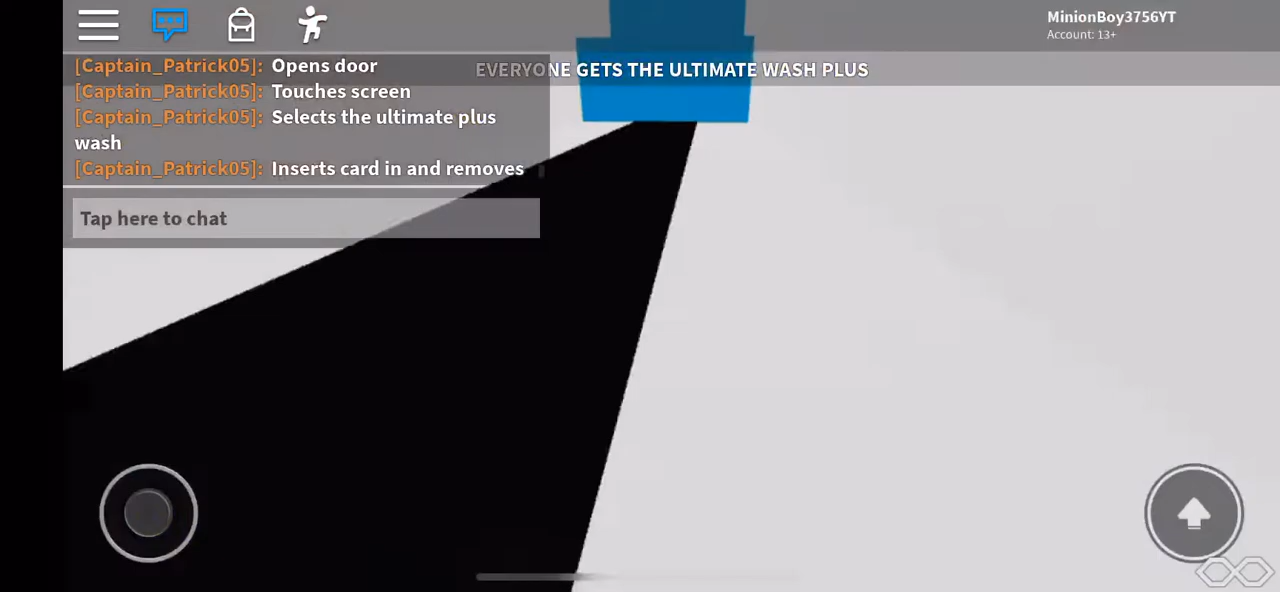 MinionBoy3756YT
Account: 13+
[Captain_Patrick05]: Opens door
EVERYONE GETS THE ULTIMATE WASH PLUS
[Captain_Patrick05]: Touches screen
[Captain_Patrick05]: Selects the ultimate plus
wash
[Captain_Patrick05]: Inserts card in and removes
Tap here to chat